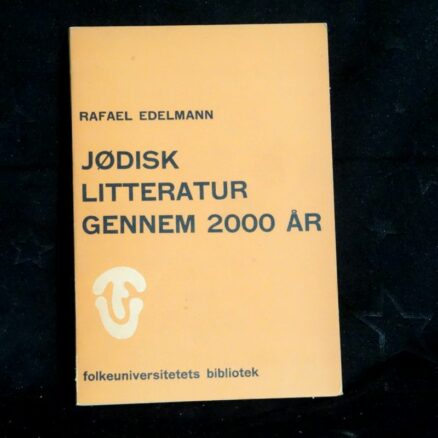 RAFAEL EDELMANN
JØDISK
LITTERATUR
GENNEM 2000 ÅR
folkeuniversitetets bibliotek